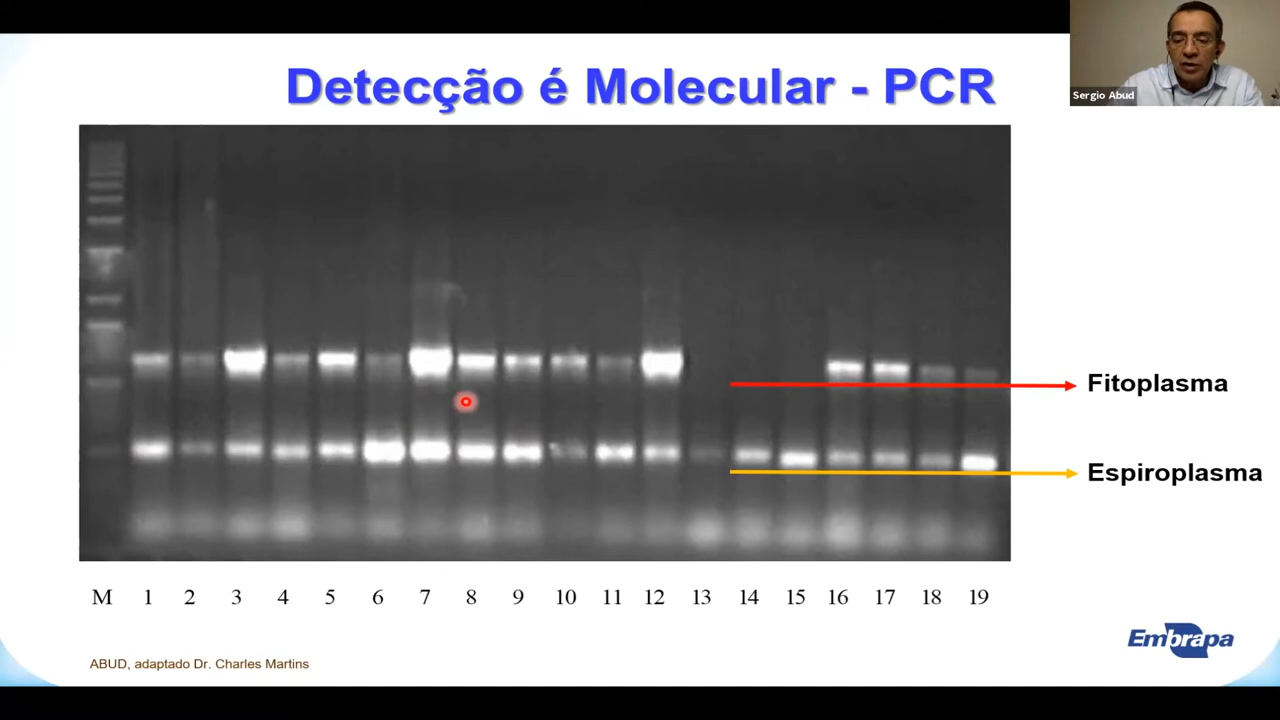 Detecção é Molecular - PCR
Sergio Abud
Fitoplasma
Espiroplasma
M 1 2 3 4 5 6 7 8 9 10 11 12 13 14 15 16 17 18 19
Embrapa
ABUD, adaptado Dr. Charles Martins